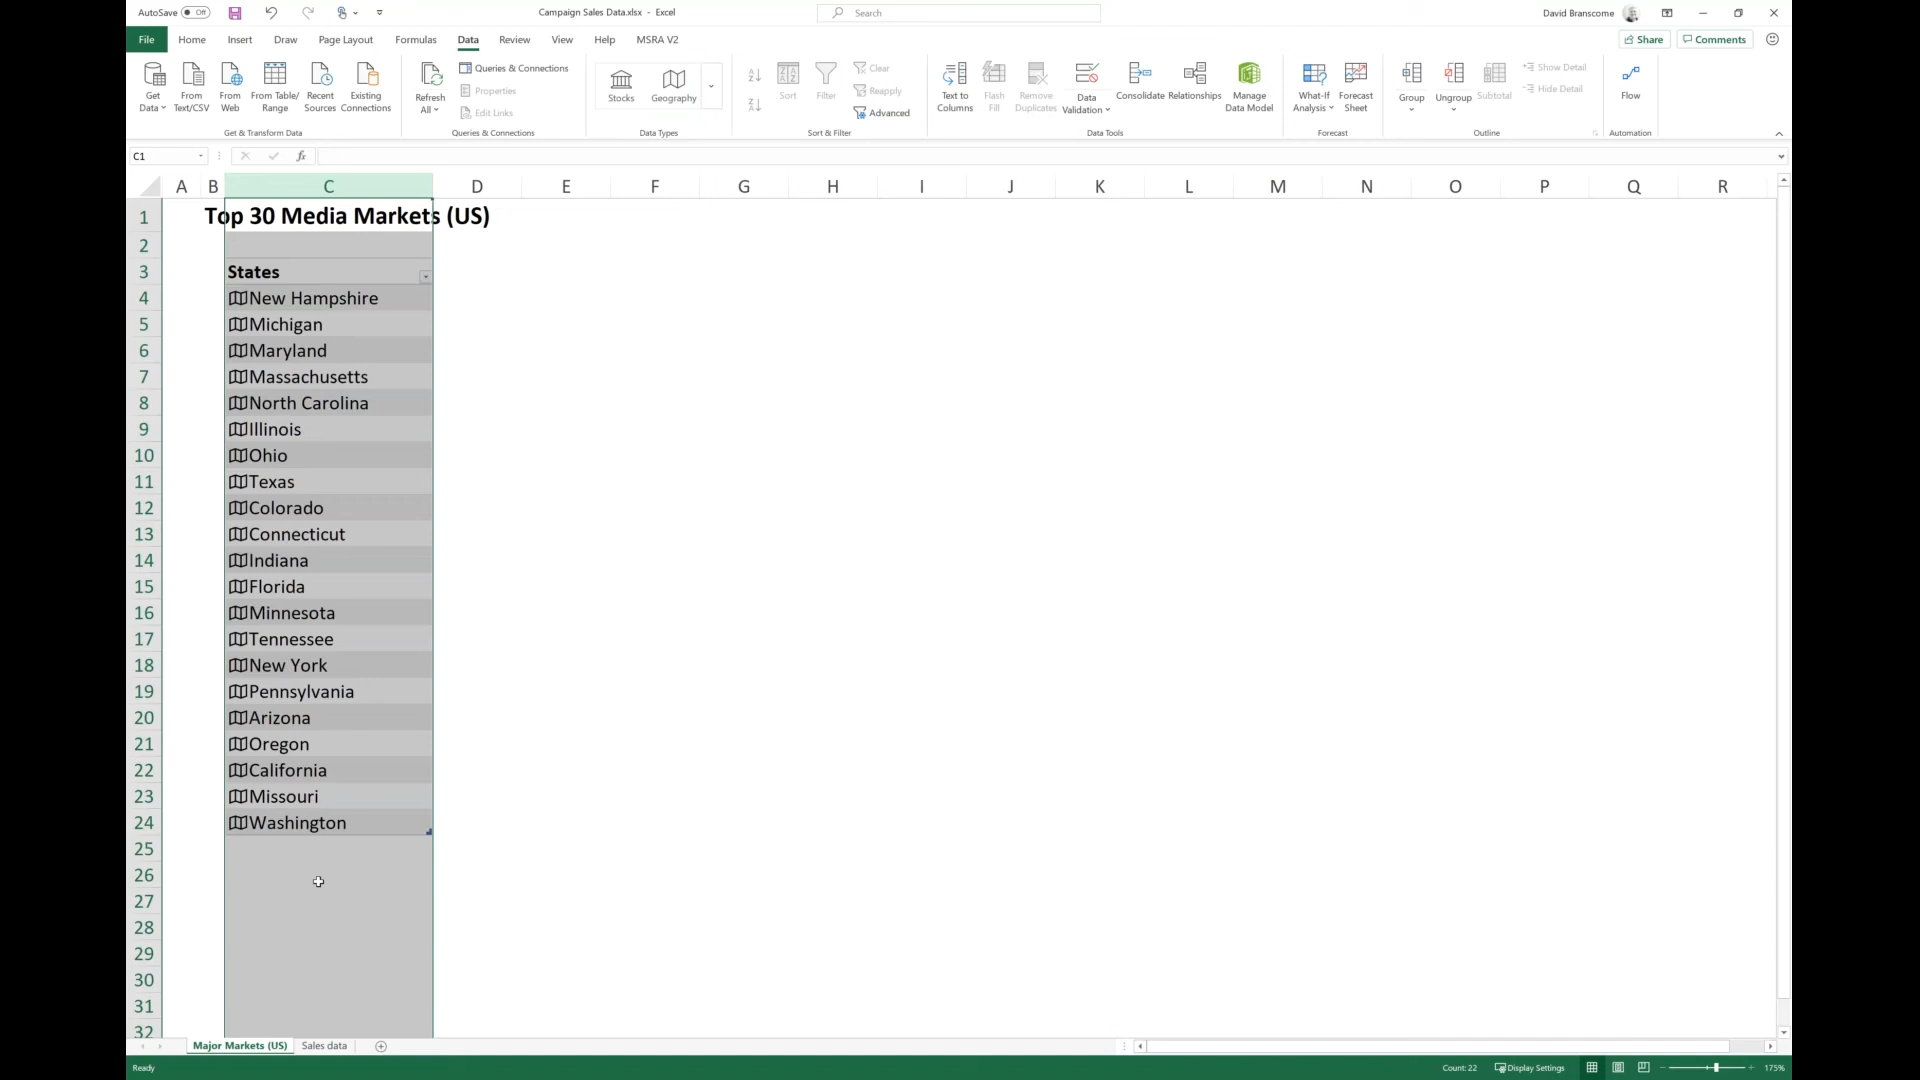 AutoSave Off
Campaign Sales Data.xlsx - Excel
Search
David Branscome
File Home Insert Draw Page Layout Formulas Data Review View Help MSRA V2
Share Comments
Get Data
From Text/CSV
From Web
From Table/ Range
Recent Sources
Existing Connections
Get & Transform Data
Refresh All
Queries & Connections
Properties
Edit Links
Queries & Connections
Stocks
Geography
Data Types
Sort
Filter
Clear
Reapply
Advanced
Sort & Filter
Text to Columns
Flash Fill
Remove Duplicates
Data Validation
Consolidate
Relationships
Manage Data Model
Data Tools
What-If Analysis
Forecast Sheet
Forecast
Group
Ungroup
Subtotal
Show Detail
Hide Detail
Outline
Flow
Automation
C1
fx
A B C D E F G H I J K L M N O P Q R
1 Top 30 Media Markets (US)
2
3 States
4 New Hampshire
5 Michigan
6 Maryland
7 Massachusetts
8 North Carolina
9 Illinois
10 Ohio
11 Texas
12 Colorado
13 Connecticut
14 Indiana
15 Florida
16 Minnesota
17 Tennessee
18 New York
19 Pennsylvania
20 Arizona
21 Oregon
22 California
23 Missouri
24 Washington
25
26
27
28
29
30
31
32
Major Markets (US) Sales data
Ready
Count: 22 Display Settings 175%